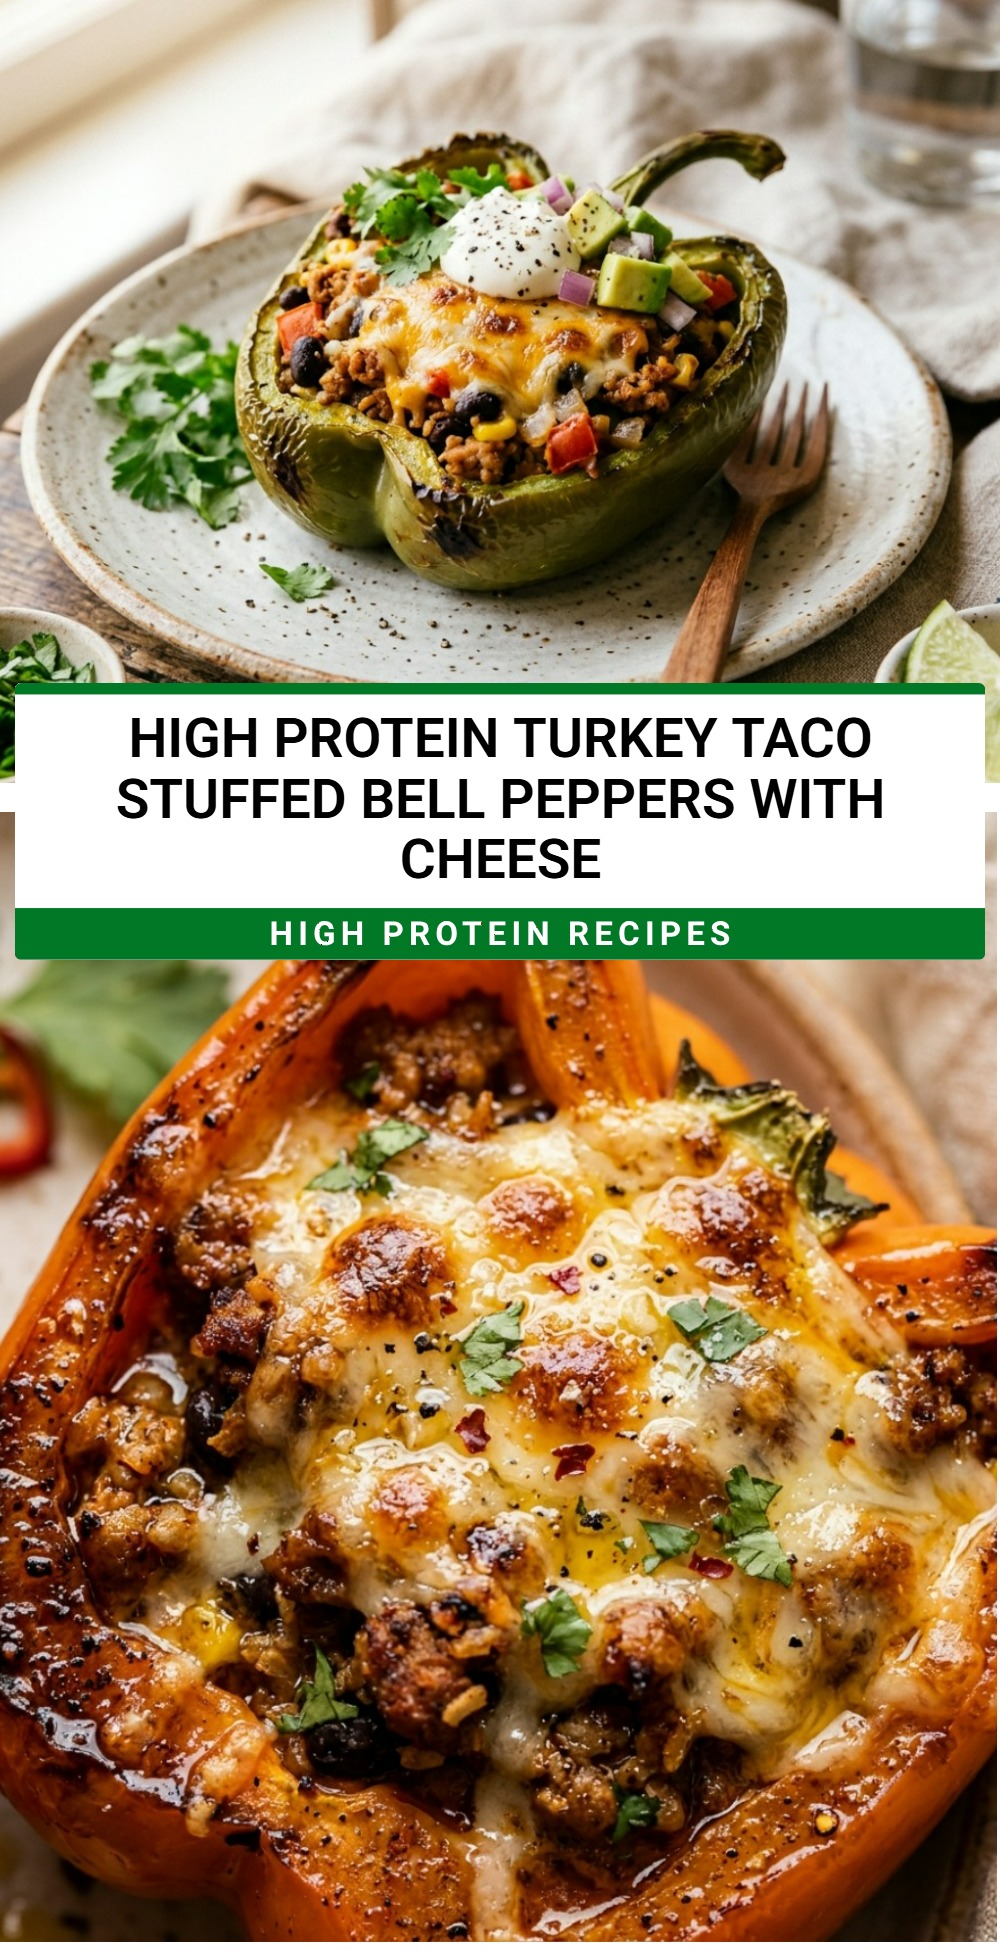 HIGH PROTEIN TURKEY TACO
STUFFED BELL PEPPERS WITH
CHEESE
HIGH PROTEIN RECIPES